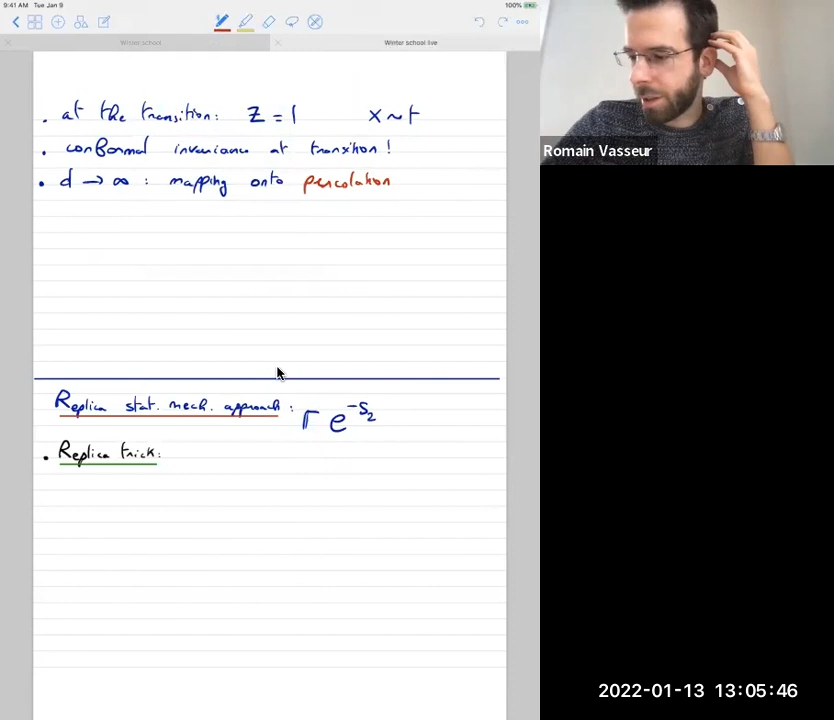 9:41 AM Tue Jan 9
100%
Winter school
Winter school live
• at the transition: Z = 1 x ~ t
• conformal invariance at transition!
• d → ∞ : mapping onto percolation
Replica stat. mech. approach:
e^{-S_2}
• Replica trick:
Romain Vasseur
2022-01-13 13:05:46